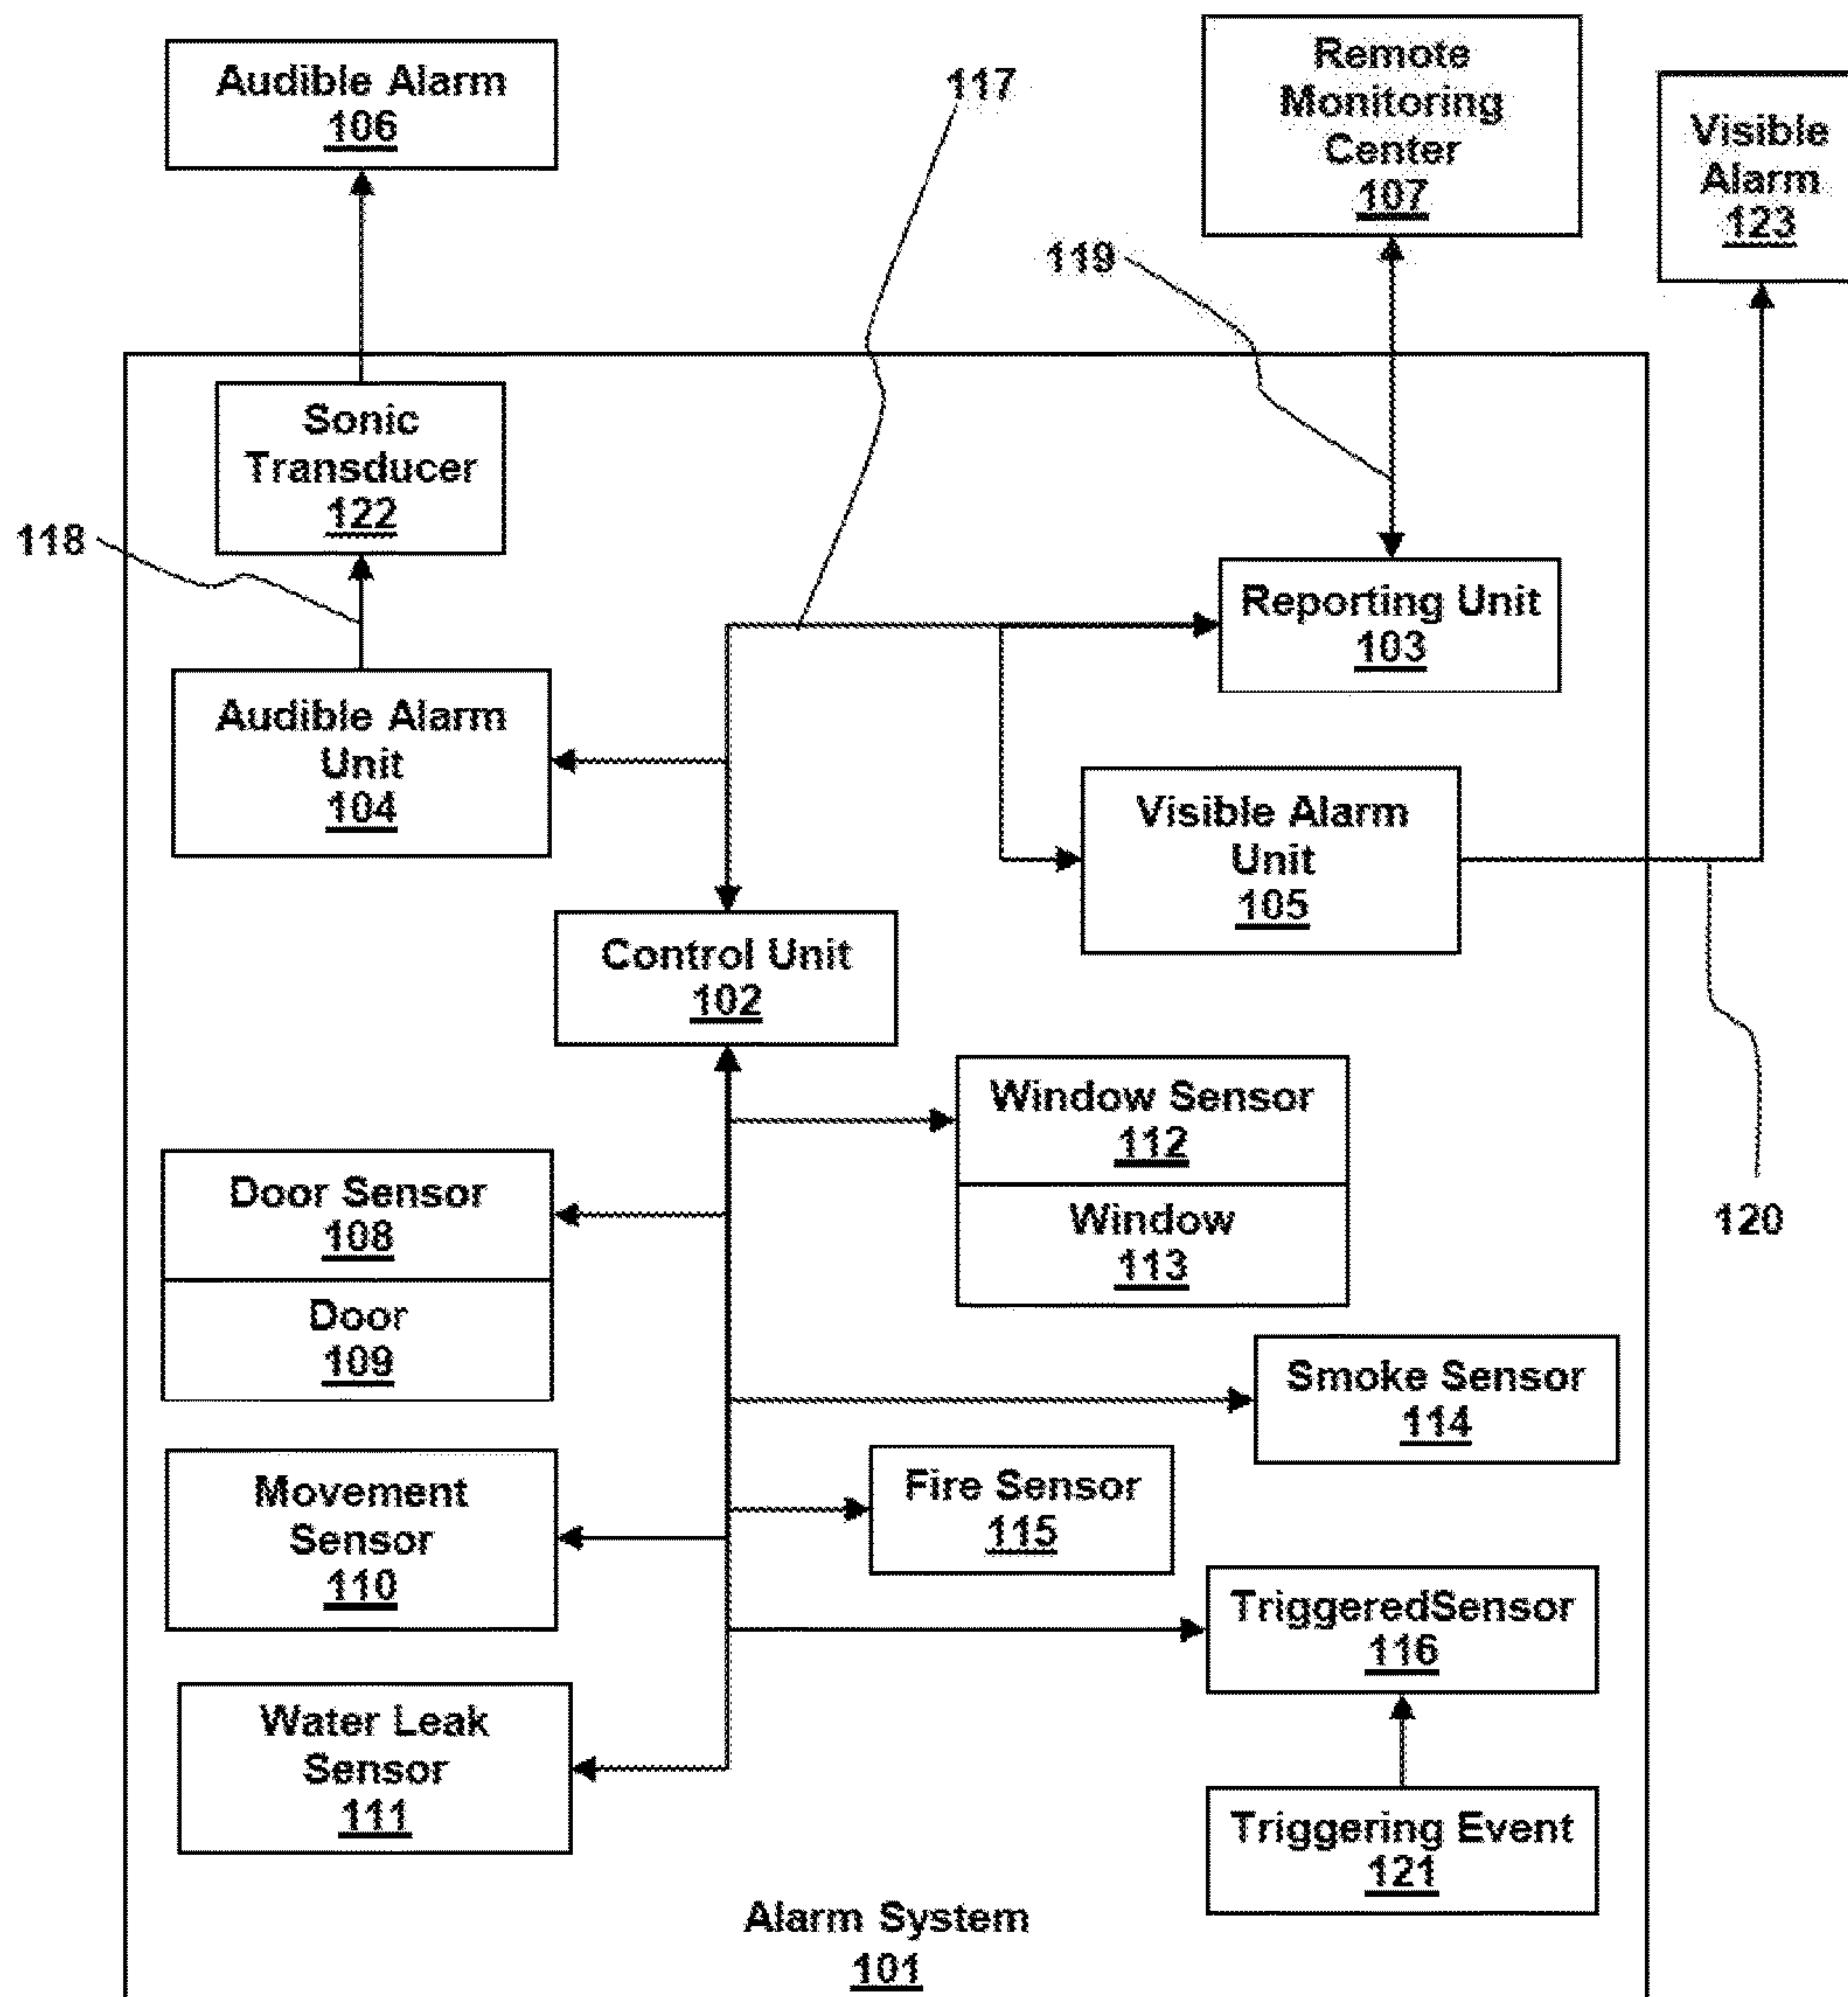 Audible Alarm
106
117
Remote
Monitoring
Center
107
Visible
Alarm
123
119
Sonic
Transducer
122
118
Reporting Unit
103
Audible Alarm
Unit
104
Visible Alarm
Unit
105
Control Unit
102
Window Sensor
112
Window
113
120
Door Sensor
108
Door
109
Smoke Sensor
114
Movement
Sensor
110
Fire Sensor
115
TriggeredSensor
116
Water Leak
Sensor
111
Triggering Event
121
Alarm System
101